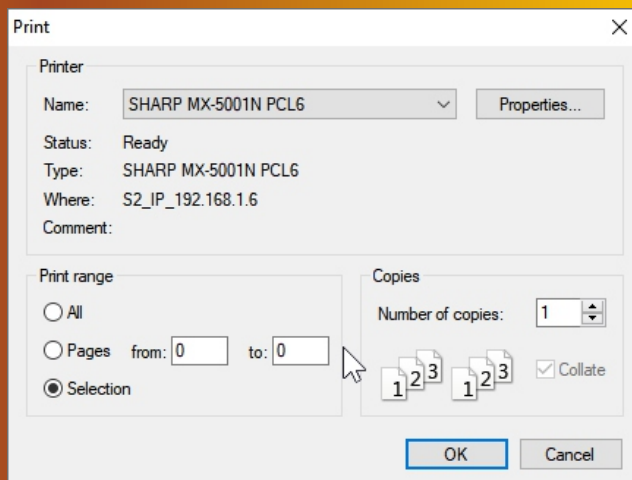 Print
Printer
Name: SHARP MX-5001N PCL6 Properties...
Status: Ready
Type: SHARP MX-5001N PCL6
Where: S2_IP_192.168.1.6
Comment:
Print range
All
Pages from: 0 to: 0
Selection
Copies
Number of copies: 1
1 2 3 1 2 3 Collate
OK Cancel